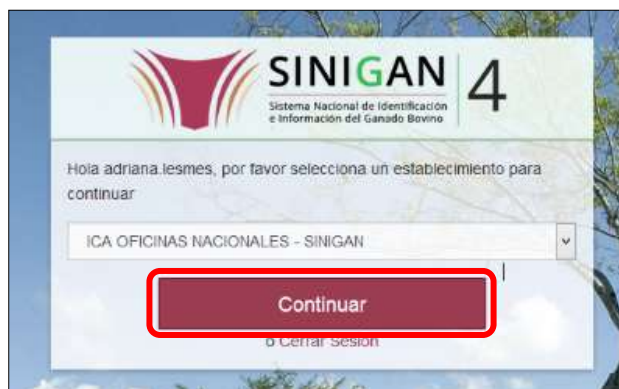 SINIGAN 4
Sistema Nacional de Identificación
e Información del Ganado Bovino
Hola adriana.lesmes, por favor selecciona un establecimiento para
continuar
ICA OFICINAS NACIONALES - SINIGAN
Continuar
o Cerrar Sesión